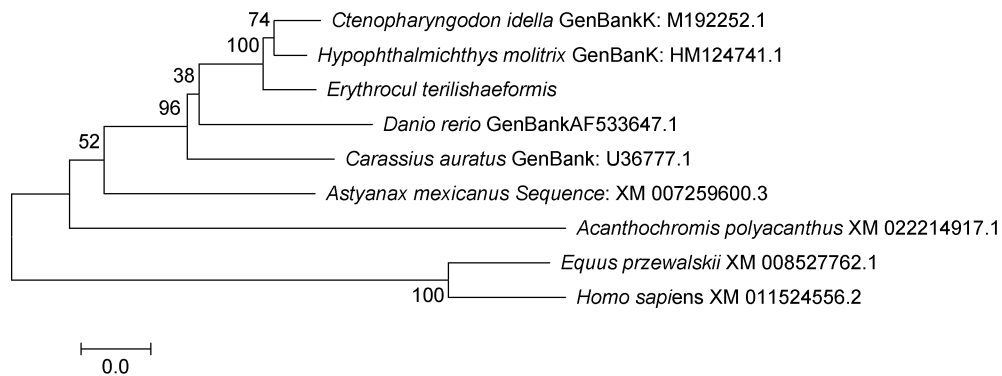 74
Ctenopharyngodon idella GenBankK: M192252.1
100
Hypophthalmichthys molitrix GenBanK: HM124741.1
38
Erythrocul terilishaeformis
96
Danio rerio GenBankAF533647.1
52
Carassius auratus GenBank: U36777.1
Astyanax mexicanus Sequence: XM 007259600.3
Acanthochromis polyacanthus XM 022214917.1
Equus przewalskii XM 008527762.1
100
Homo sapiens XM 011524556.2
0.0